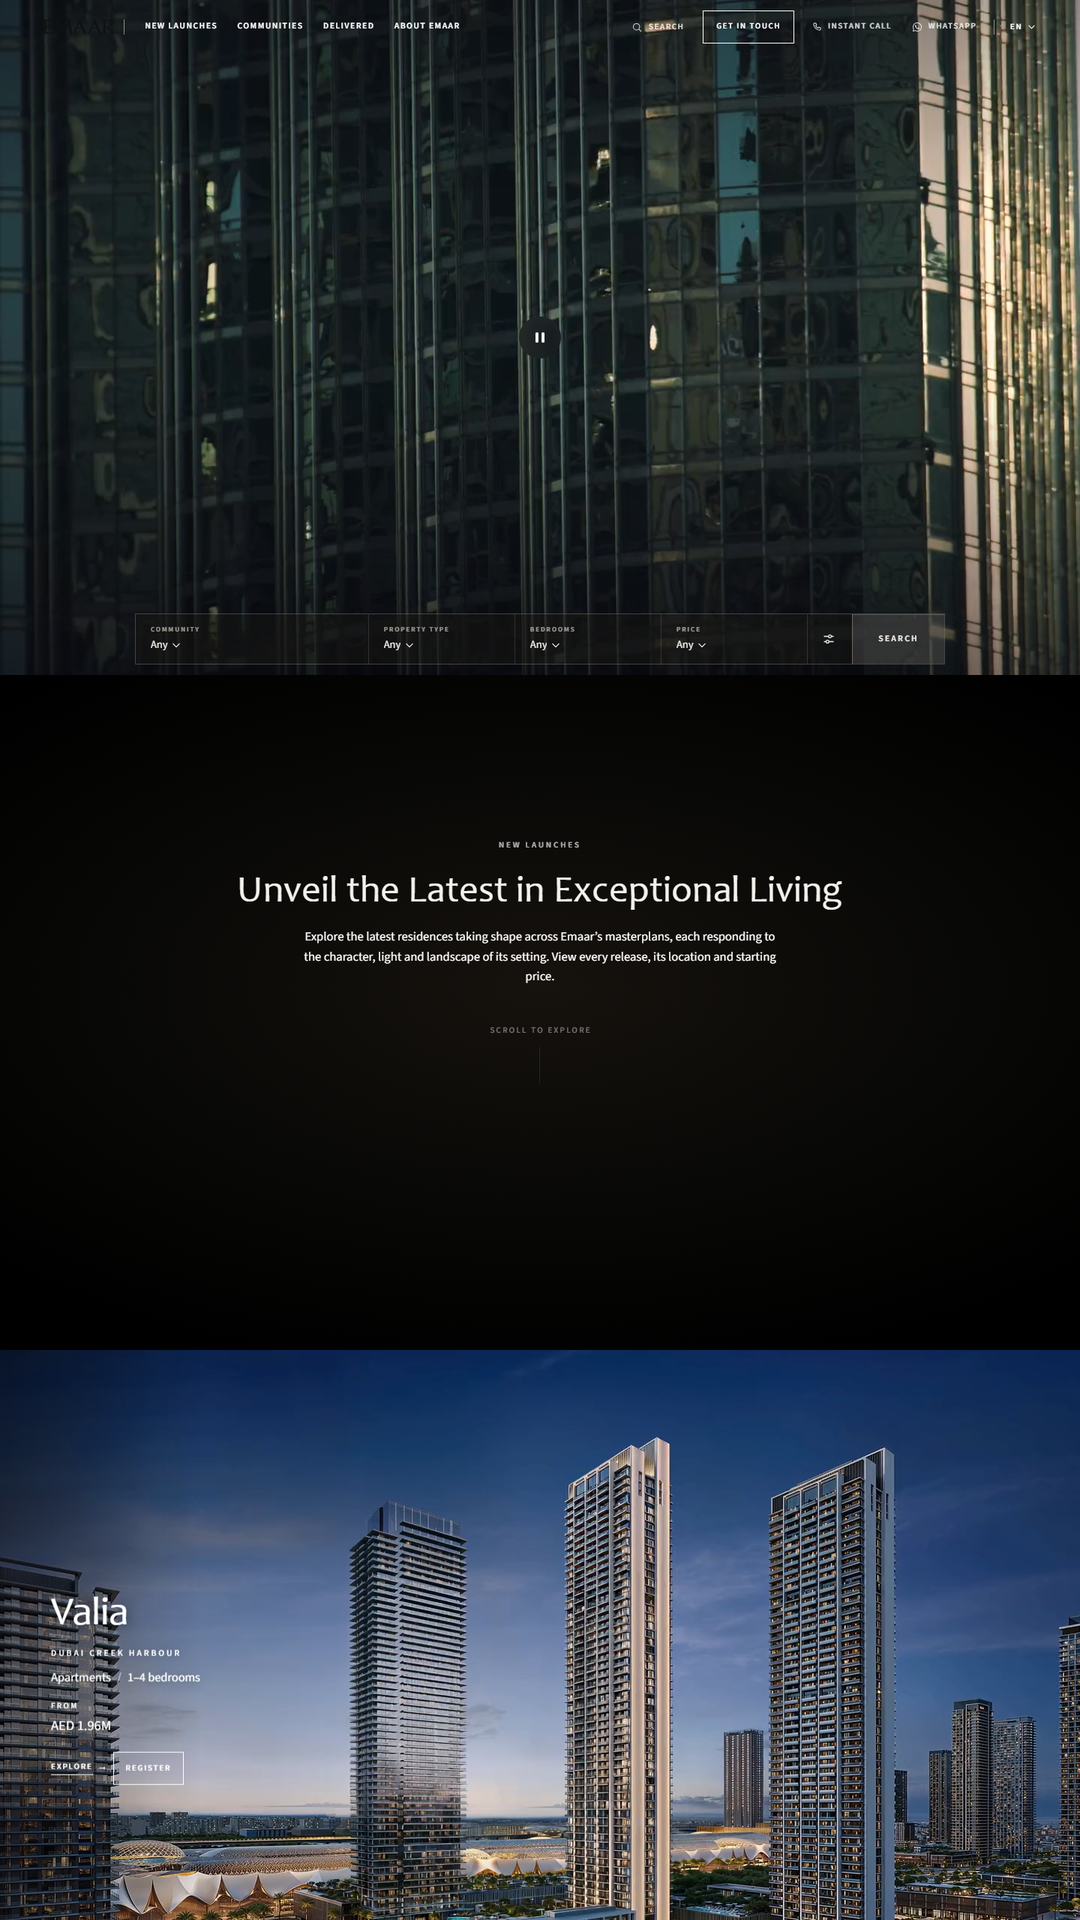 EMAAR
NEW LAUNCHES
COMMUNITIES
DELIVERED
ABOUT EMAAR
SEARCH
GET IN TOUCH
INSTANT CALL
WHATSAPP
EN
COMMUNITY
Any
PROPERTY TYPE
Any
BEDROOMS
Any
PRICE
Any
SEARCH
NEW LAUNCHES
Unveil the Latest in Exceptional Living
Explore the latest residences taking shape across Emaar’s masterplans, each responding to
the character, light and landscape of its setting. View every release, its location and starting
price.
SCROLL TO EXPLORE
Valia
DUBAI CREEK HARBOUR
Apartments / 1–4 bedrooms
FROM
AED 1.96M
EXPLORE →
REGISTER